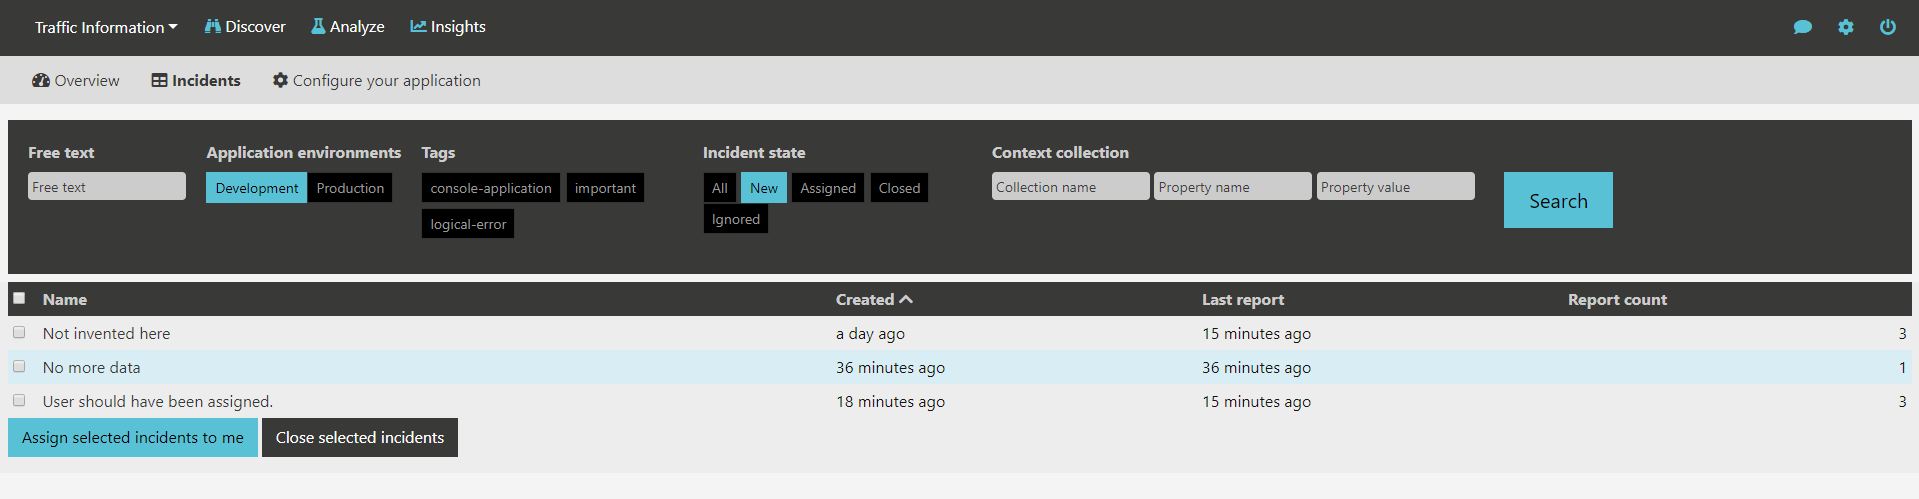 Traffic Information Discover Analyze Insights
Overview Incidents Configure your application
Free text Application environments Tags Incident state Context collection
Free text Development Production console-application important All New Assigned Closed Collection name Property name Property value Search
logical-error Ignored
Name Created Last report Report count
Not invented here a day ago 15 minutes ago 3
No more data 36 minutes ago 36 minutes ago 1
User should have been assigned. 18 minutes ago 15 minutes ago 3
Assign selected incidents to me Close selected incidents